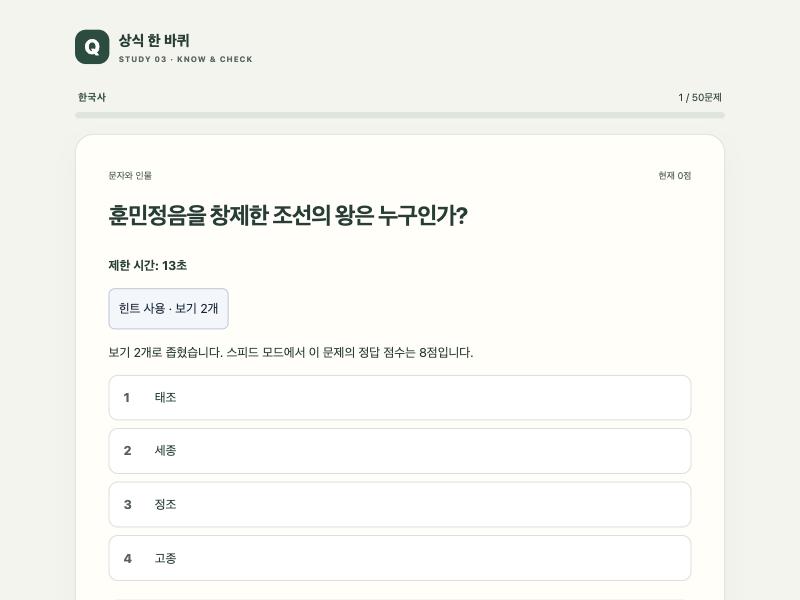 Q
상식 한 바퀴
STUDY 03 · KNOW & CHECK
한국사
1 / 50문제
문자와 인물
현재 0점
훈민정음을 창제한 조선의 왕은 누구인가?
제한 시간: 13초
힌트 사용 · 보기 2개
보기 2개로 좁혔습니다. 스피드 모드에서 이 문제의 정답 점수는 8점입니다.
1 태조
2 세종
3 정조
4 고종